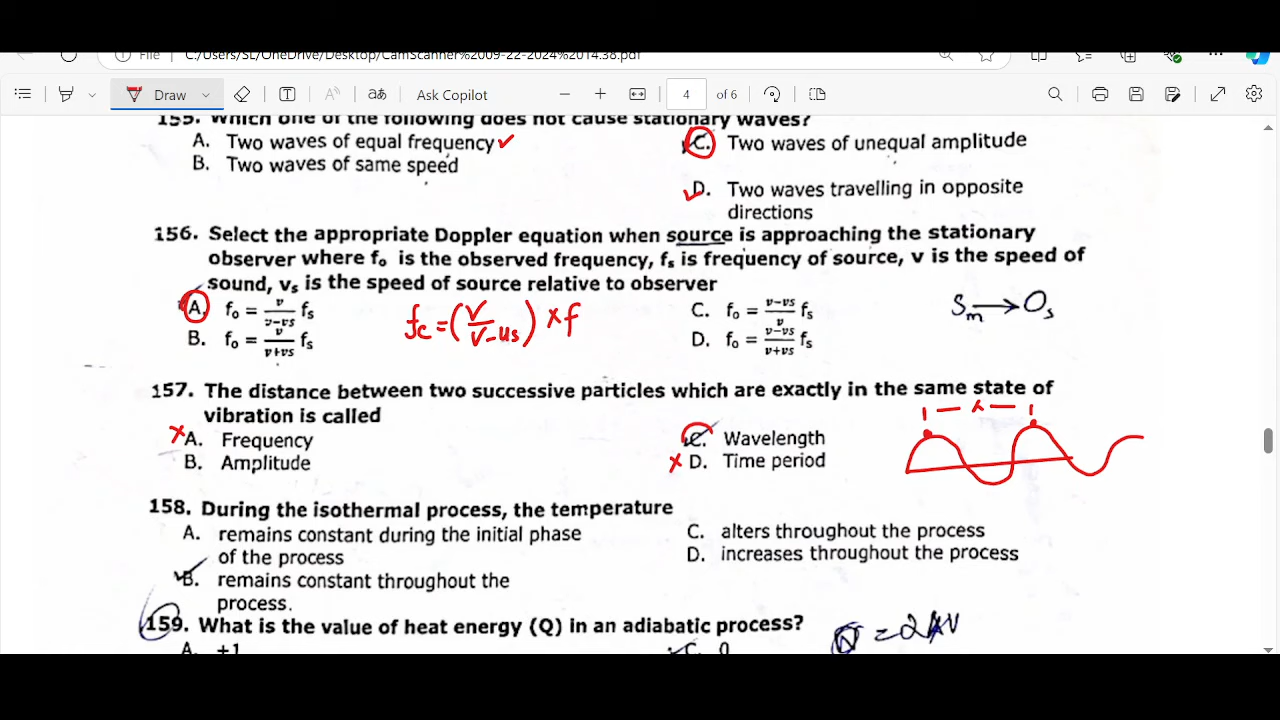 File C:/Users/SL/OneDrive/Desktop/CamScanner%2009-22-2024%2014.38.pdf
Draw aあ Ask Copilot 4 of 6
155. Which one of the following does not cause stationary waves?
A. Two waves of equal frequency ✓
B. Two waves of same speed
C. Two waves of unequal amplitude
D. Two waves travelling in opposite
directions
156. Select the appropriate Doppler equation when source is approaching the stationary
observer where fₒ is the observed frequency, fₛ is frequency of source, v is the speed of
sound, vₛ is the speed of source relative to observer
A. fₒ = v/(v−vs) fₛ
B. fₒ = v/(v+vs) fₛ
C. fₒ = (v−vs)/v fₛ
D. fₒ = (v−vs)/(v+vs) fₛ
fc = (V/(V−us)) × f
Sm → Os
157. The distance between two successive particles which are exactly in the same state of
vibration is called
A. Frequency
B. Amplitude
C. Wavelength
D. Time period
λ
158. During the isothermal process, the temperature
A. remains constant during the initial phase
of the process
B. remains constant throughout the
process.
C. alters throughout the process
D. increases throughout the process
159. What is the value of heat energy (Q) in an adiabatic process?
A. +1
C. 0